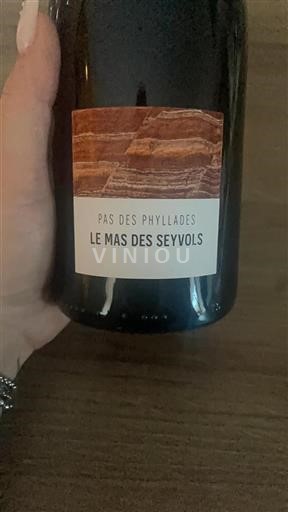 PAS DES PHYLLADES
LE MAS DES SEYVOLS
VINIOU